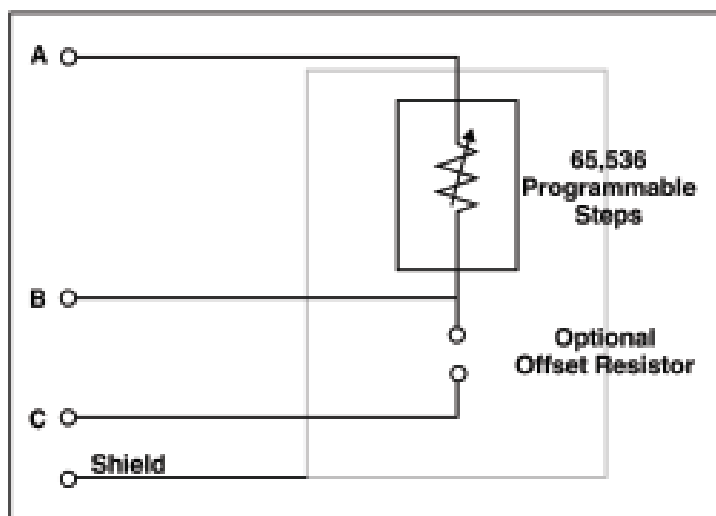 A
65,536
Programmable
Steps
B
Optional
Offset Resistor
C
Shield